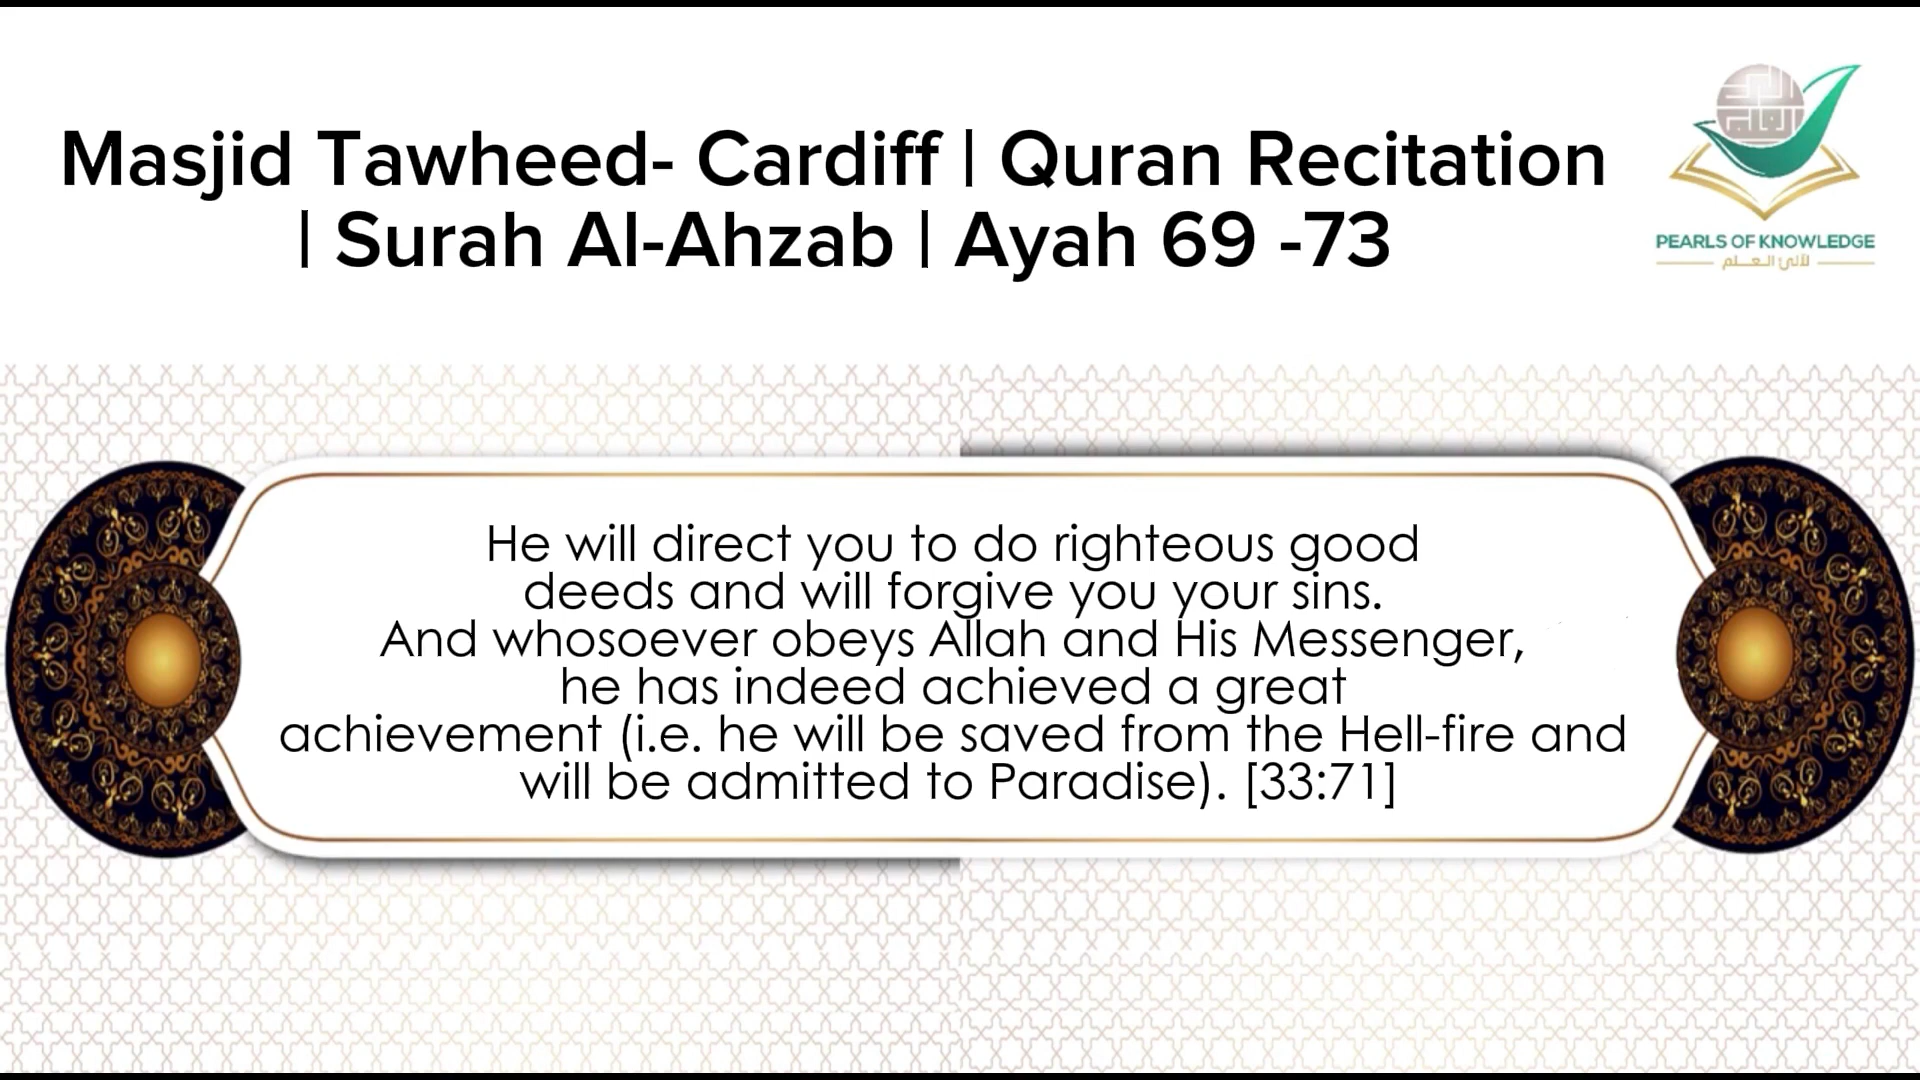 Masjid Tawheed- Cardiff | Quran Recitation
| Surah Al-Ahzab | Ayah 69 -73
PEARLS OF KNOWLEDGE
لآلئ العلم
He will direct you to do righteous good
deeds and will forgive you your sins.
And whosoever obeys Allah and His Messenger,
he has indeed achieved a great
achievement (i.e. he will be saved from the Hell-fire and
will be admitted to Paradise). [33:71]